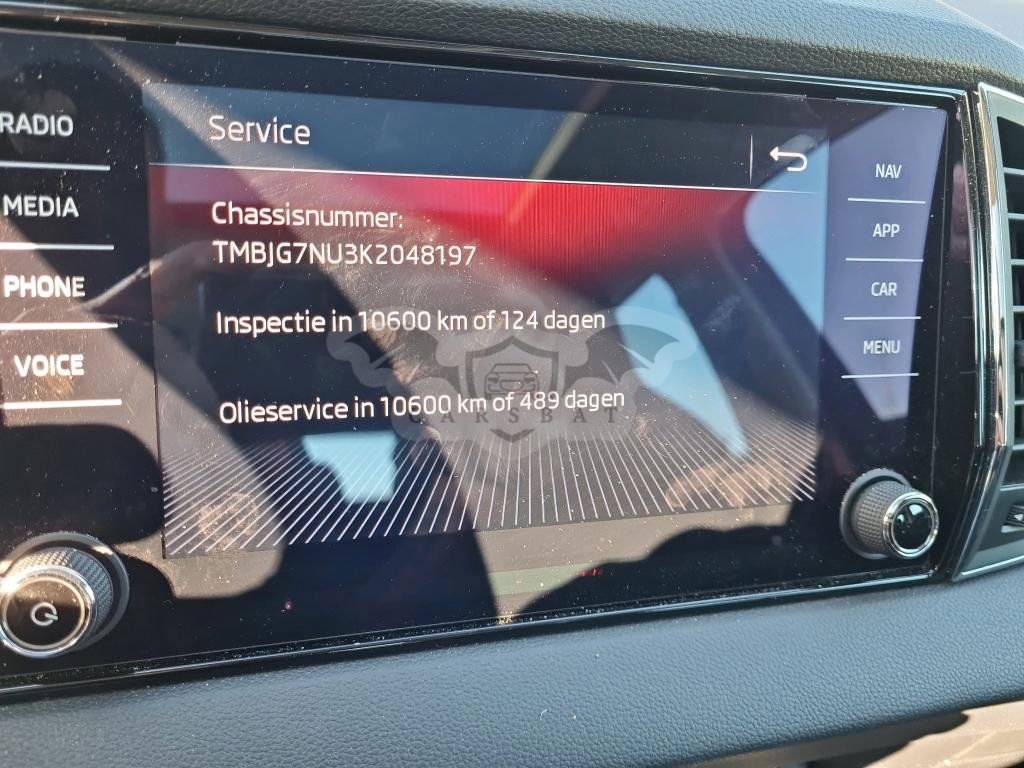 RADIO
MEDIA
PHONE
VOICE
Service
Chassisnummer:
TMBJG7NU3K2048197
Inspectie in 10600 km of 124 dagen
Olieservice in 10600 km of 489 dagen
CARSBAT
NAV
APP
CAR
MENU